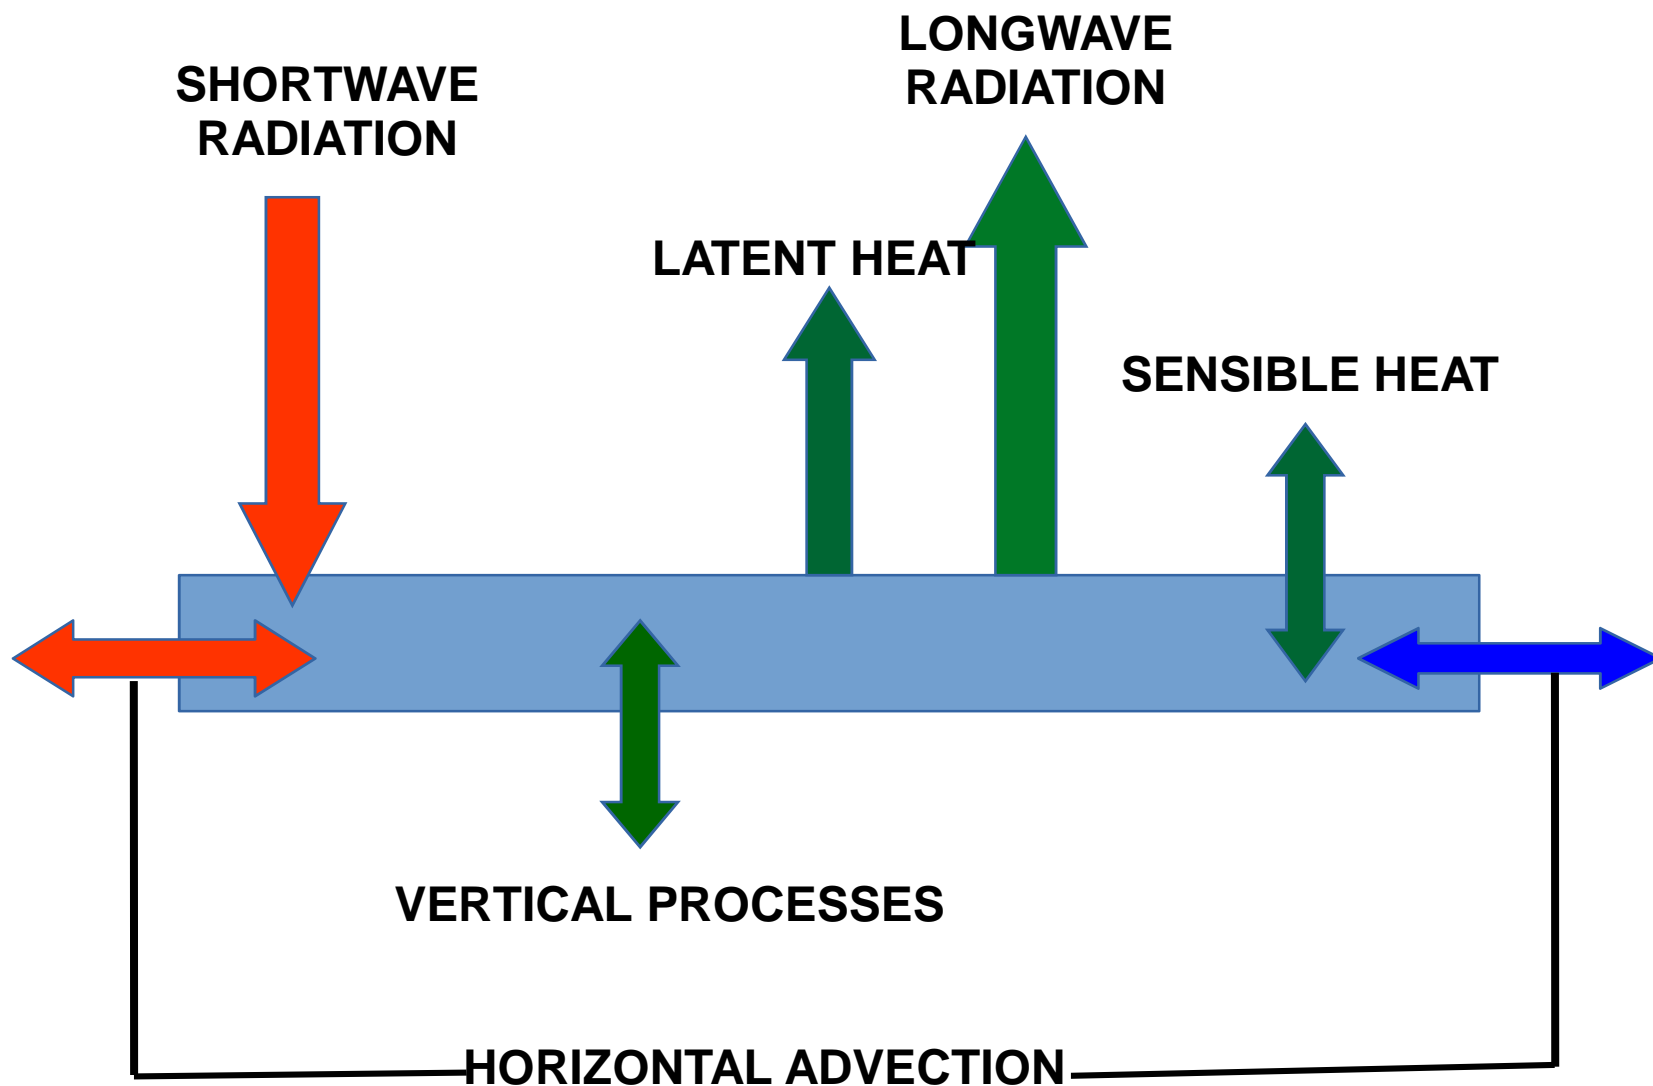 LONGWAVE
RADIATION
SHORTWAVE
RADIATION
LATENT HEAT
SENSIBLE HEAT
VERTICAL PROCESSES
HORIZONTAL ADVECTION